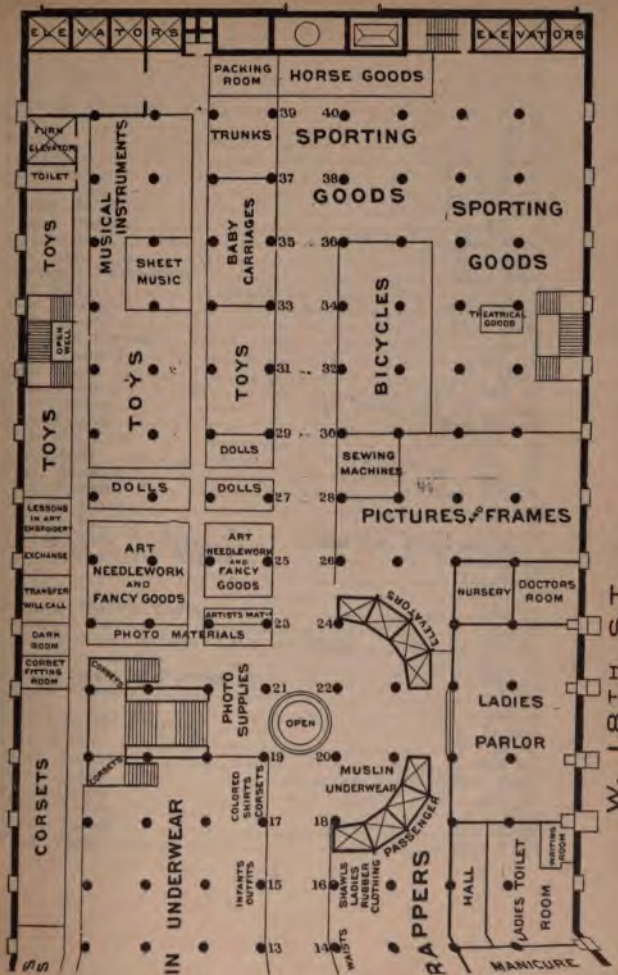 ELEVATORS
ELEVATORS
PACKING
ROOM
HORSE GOODS
39
40
TRUNKS
SPORTING
GOODS
FURN
ELEVATOR
TOILET
MUSICAL
INSTRUMENTS
37
38
SPORTING
GOODS
TOYS
SHEET
MUSIC
BABY
CARRIAGES
35
36
33
34
BICYCLES
THEATRICAL
GOODS
OPEN
WELL
TOYS
TOYS
31
32
TOYS
29
30
DOLLS
SEWING
MACHINES
DOLLS
DOLLS
27
28
LESSONS
IN ART
EMBROIDERY
PICTURES AND FRAMES
EXCHANGE
ART
NEEDLEWORK
AND
FANCY GOODS
ART
NEEDLEWORK
AND FANCY
GOODS
25
26
TRANSFER
WILL CALL
NURSERY
DOCTORS
ROOM
ARTISTS MAT'L
23
24
ELEVATORS
DARK
ROOM
PHOTO MATERIALS
CORSET
FITTING
ROOM
CORSETS
PHOTO
SUPPLIES
21
22
OPEN
LADIES
PARLOR
W. 18TH ST
CORSETS
19
20
MUSLIN
UNDERWEAR
CORSETS
COLORED
SKIRTS
CORSETS
17
18
PASSENGER
IN UNDERWEAR
INFANTS
OUTFITS
15
16
SHAWLS
LADIES
RUBBER
CLOTHING
RAPPERS
HALL
LADIES TOILET
ROOM
WRITING
ROOM
13
14
WAISTS
MANICURE
SS